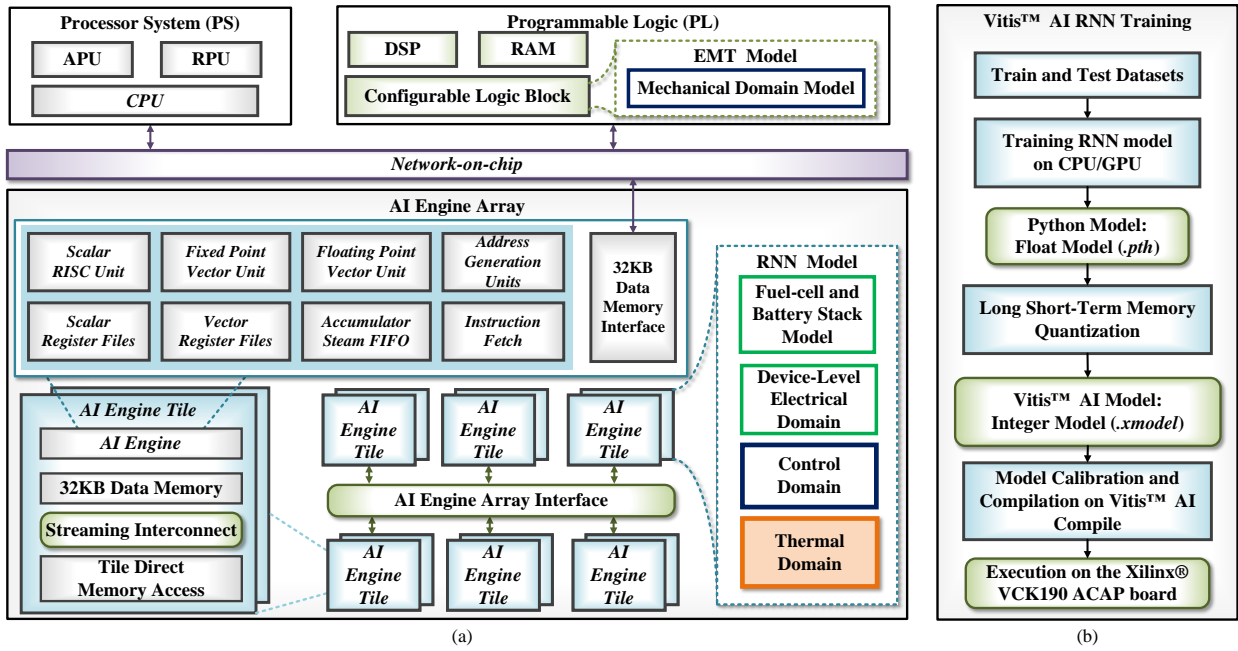 Processor System (PS)
APU
RPU
CPU
Programmable Logic (PL)
DSP
RAM
Configurable Logic Block
EMT Model
Mechanical Domain Model
Network-on-chip
AI Engine Array
Scalar
RISC Unit
Fixed Point
Vector Unit
Floating Point
Vector Unit
Address
Generation
Units
Scalar
Register Files
Vector
Register Files
Accumulator
Steam FIFO
Instruction
Fetch
32KB
Data
Memory
Interface
AI Engine Tile
AI Engine
32KB Data Memory
Streaming Interconnect
Tile Direct
Memory Access
AI
Engine
Tile
AI
Engine
Tile
AI
Engine
Tile
AI Engine Array Interface
AI
Engine
Tile
AI
Engine
Tile
AI
Engine
Tile
RNN Model
Fuel-cell and
Battery Stack
Model
Device-Level
Electrical
Domain
Control
Domain
Thermal
Domain
(a)
Vitis™ AI RNN Training
Train and Test Datasets
Training RNN model
on CPU/GPU
Python Model:
Float Model (.pth)
Long Short-Term Memory
Quantization
Vitis™ AI Model:
Integer Model (.xmodel)
Model Calibration and
Compilation on Vitis™ AI
Compile
Execution on the Xilinx®
VCK190 ACAP board
(b)